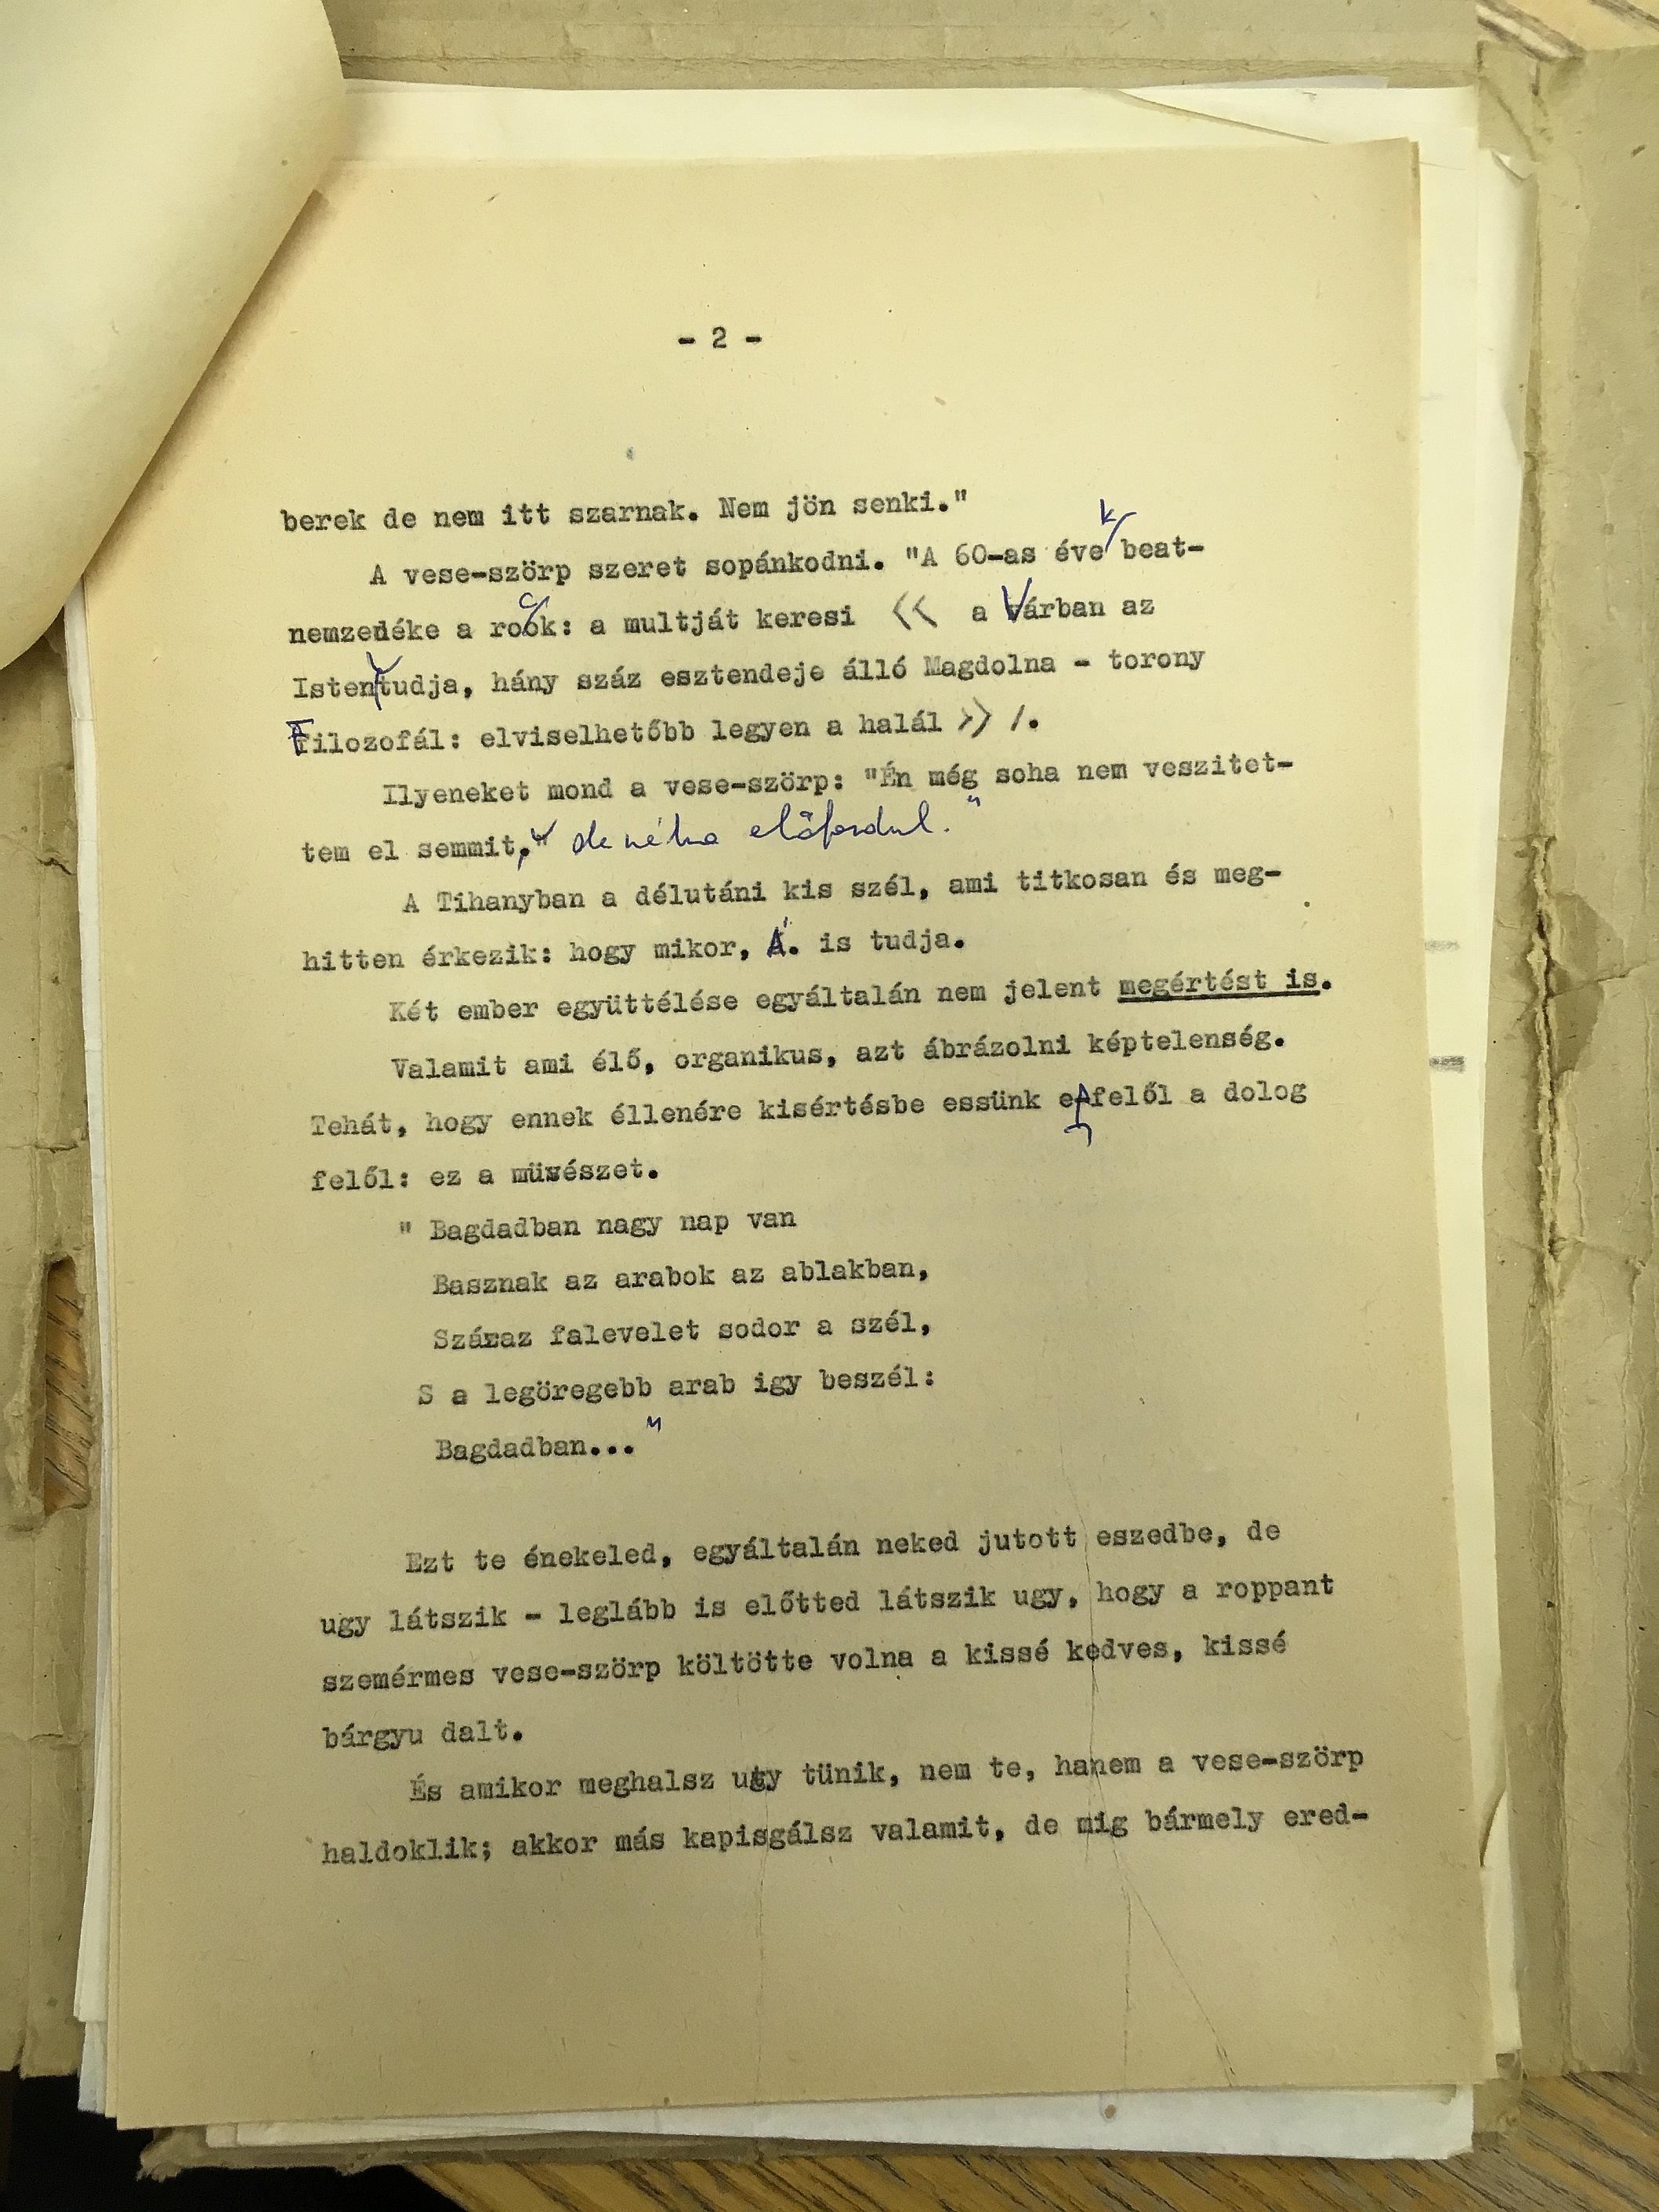 - 2 -
berek de nem itt szarnak. Nem jön senki."
A vese-szörp szeret sopánkodni. "A 60-as évek beat-
nemzedéke a rock: a multját keresi << a Várban az
Isten tudja, hány száz esztendeje álló Magdolna - torony
Filozofál: elviselhetőbb legyen a halál >> /.
Ilyeneket mond a vese-szörp: "Én még soha nem veszitet-
tem el semmit, de néha előfordul."
A Tihanyban a délutáni kis szél, ami titkosan és meg-
hitten érkezik: hogy mikor, Á. is tudja.
Két ember együttélése egyáltalán nem jelent megértést is.
Valamit ami élő, organikus, azt ábrázolni képtelenség.
Tehát, hogy ennek éllenére kisértésbe essünk e felől a dolog
felől: ez a müvészet.
" Bagdadban nagy nap van
Basznak az arabok az ablakban,
Száraz falevelet sodor a szél,
S a legöregebb arab igy beszél:
Bagdadban..."
Ezt te énekeled, egyáltalán neked jutott eszedbe, de
ugy látszik - leglább is előtted látszik ugy, hogy a roppant
szemérmes vese-szörp költötte volna a kissé kedves, kissé
bárgyu dalt.
És amikor meghalsz ugy tünik, nem te, hanem a vese-szörp
haldoklik; akkor más kapisgálsz valamit, de mig bármely ered-